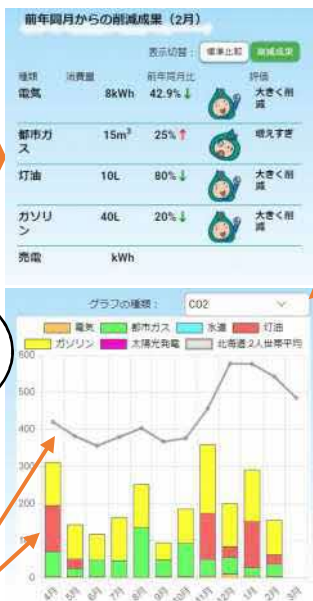 前年同月からの削減成果（2月）
表示切替： 標準比較 削減成果
種類 消費量 前年同月比 評価
電気 8kWh 42.9%↓ 大きく削減
都市ガス 15m³ 25%↑ 増えすぎ
灯油 10L 80%↓ 大きく削減
ガソリン 40L 20%↓ 大きく削減
売電 kWh
グラフの種類： CO2
電気 都市ガス 水道 灯油
ガソリン 太陽光発電 北海道2人世帯平均
600
500
400
300
200
100
0
4月 5月 6月 7月 8月 9月 10月 11月 12月 1月 2月 3月